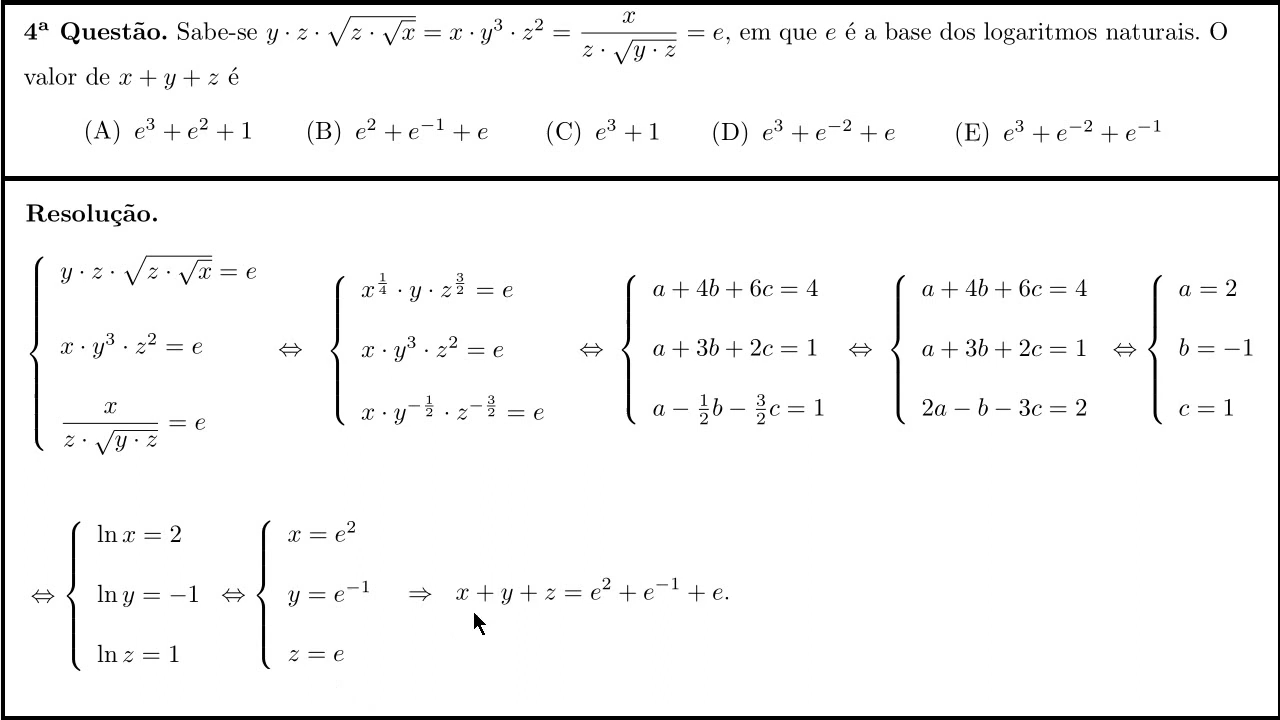 4ª Questão. Sabe-se y · z · √(z · √x) = x · y³ · z² = x / (z · √(y · z)) = e, em que e é a base dos logaritmos naturais. O
valor de x + y + z é
(A) e³ + e² + 1 (B) e² + e⁻¹ + e (C) e³ + 1 (D) e³ + e⁻² + e (E) e³ + e⁻² + e⁻¹
Resolução.
{ y · z · √(z · √x) = e
x · y³ · z² = e
x / (z · √(y · z)) = e
⇔ { x^(1/4) · y · z^(3/2) = e
x · y³ · z² = e
x · y^(−1/2) · z^(−3/2) = e
⇔ { a + 4b + 6c = 4
a + 3b + 2c = 1
a − 1/2 b − 3/2 c = 1
⇔ { a + 4b + 6c = 4
a + 3b + 2c = 1
2a − b − 3c = 2
⇔ { a = 2
b = −1
c = 1
⇔ { ln x = 2
ln y = −1
ln z = 1
⇔ { x = e²
y = e⁻¹
z = e
⇒ x + y + z = e² + e⁻¹ + e.